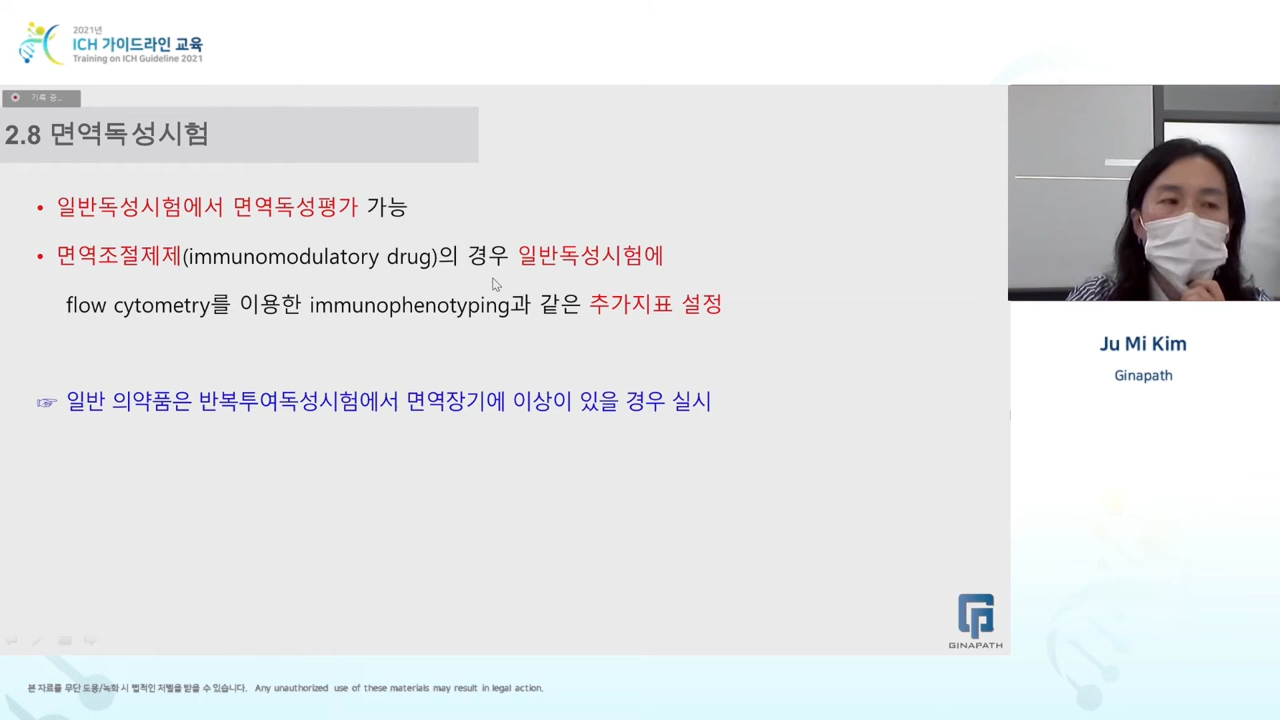 2021년
ICH 가이드라인 교육
Training on ICH Guideline 2021
기록 중...
2.8 면역독성시험
• 일반독성시험에서 면역독성평가 가능
• 면역조절제제(immunomodulatory drug)의 경우 일반독성시험에
flow cytometry를 이용한 immunophenotyping과 같은 추가지표 설정
☞ 일반 의약품은 반복투여독성시험에서 면역장기에 이상이 있을 경우 실시
Ju Mi Kim
Ginapath
GINAPATH
본 자료를 무단 도용/녹화 시 법적인 처벌을 받을 수 있습니다. Any unauthorized use of these materials may result in legal action.